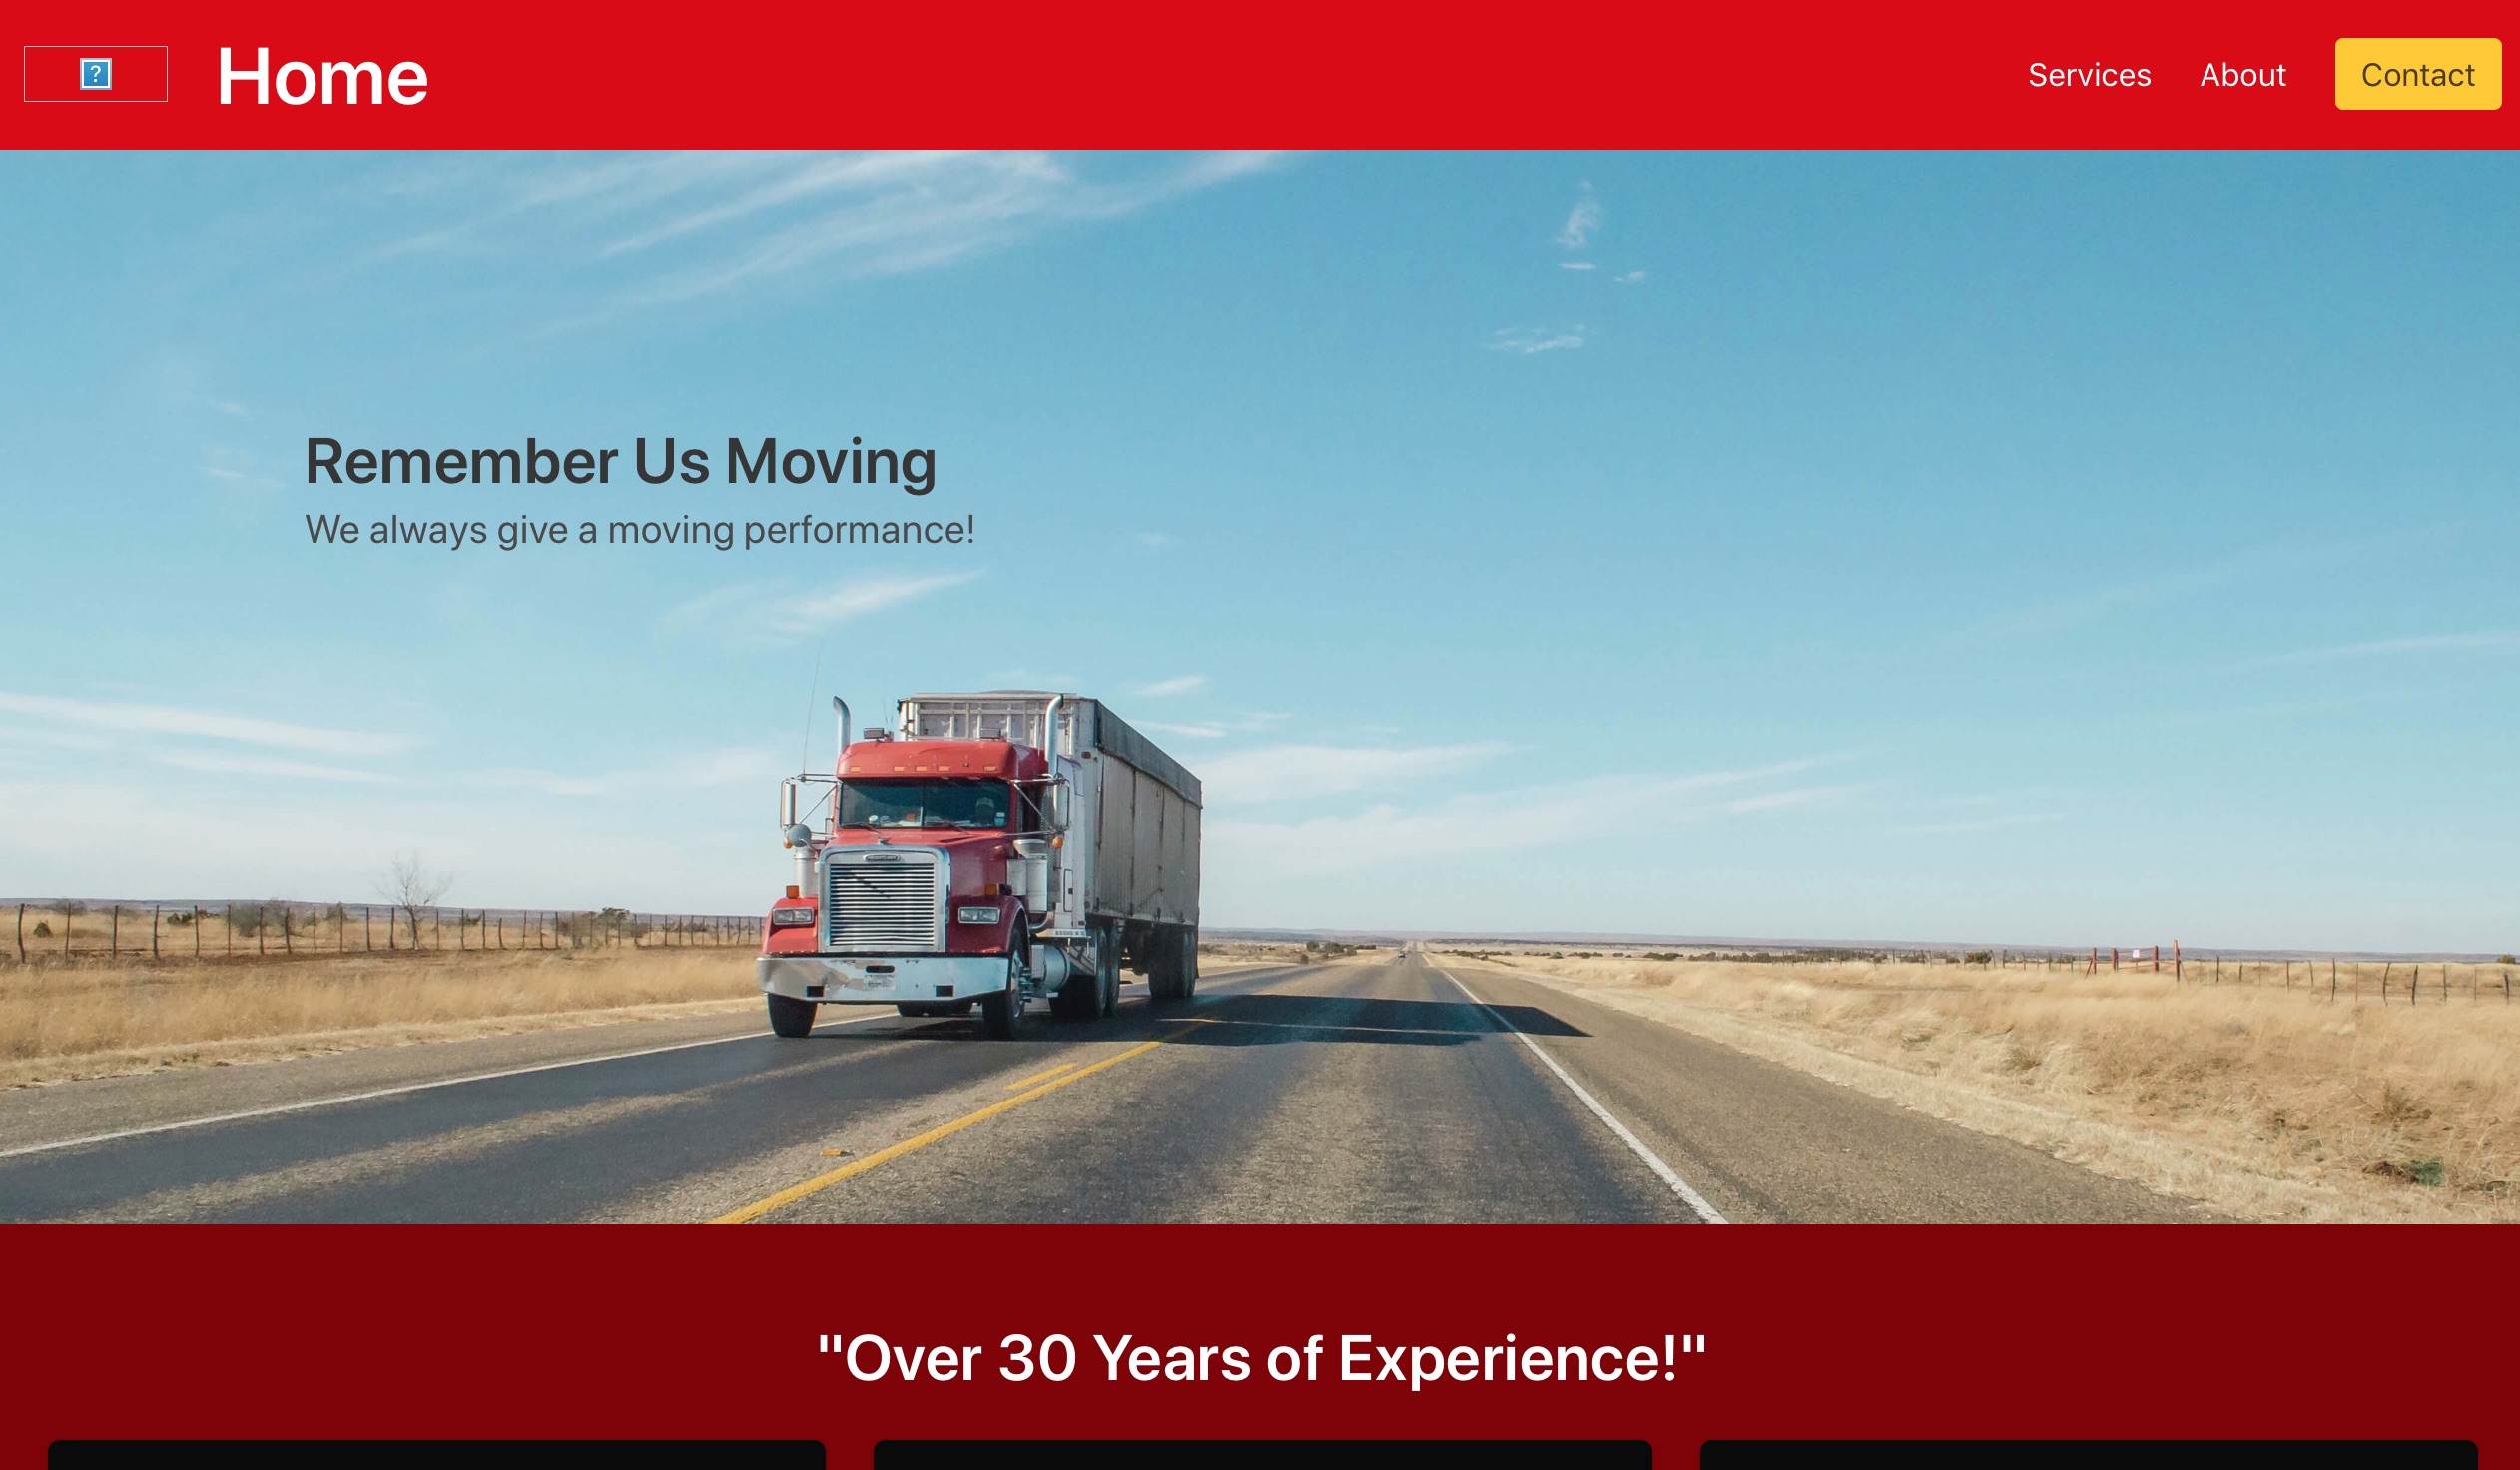 Home
Services
About
Contact
Remember Us Moving
We always give a moving performance!
"Over 30 Years of Experience!"